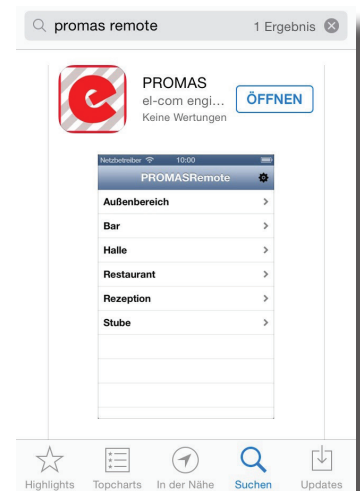 promas remote 1 Ergebnis
PROMAS
el-com engi...
Keine Wertungen
ÖFFNEN
Netzbetreiber 10:00
PROMASRemote
Außenbereich
Bar
Halle
Restaurant
Rezeption
Stube
Highlights Topcharts In der Nähe Suchen Updates